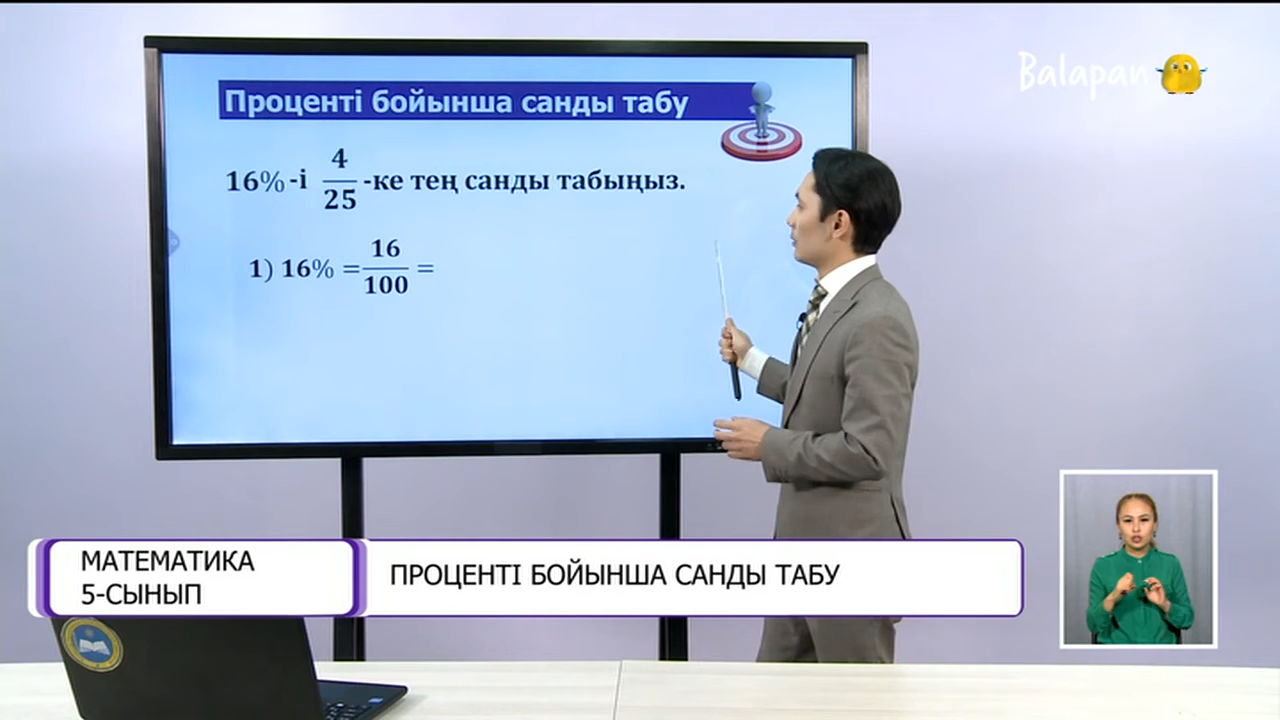 Balapan
Проценті бойынша санды табу
16%-і 4/25 -ке тең санды табыңыз.
1) 16% = 16/100 =
МАТЕМАТИКА
5-СЫНЫП
ПРОЦЕНТІ БОЙЫНША САНДЫ ТАБУ